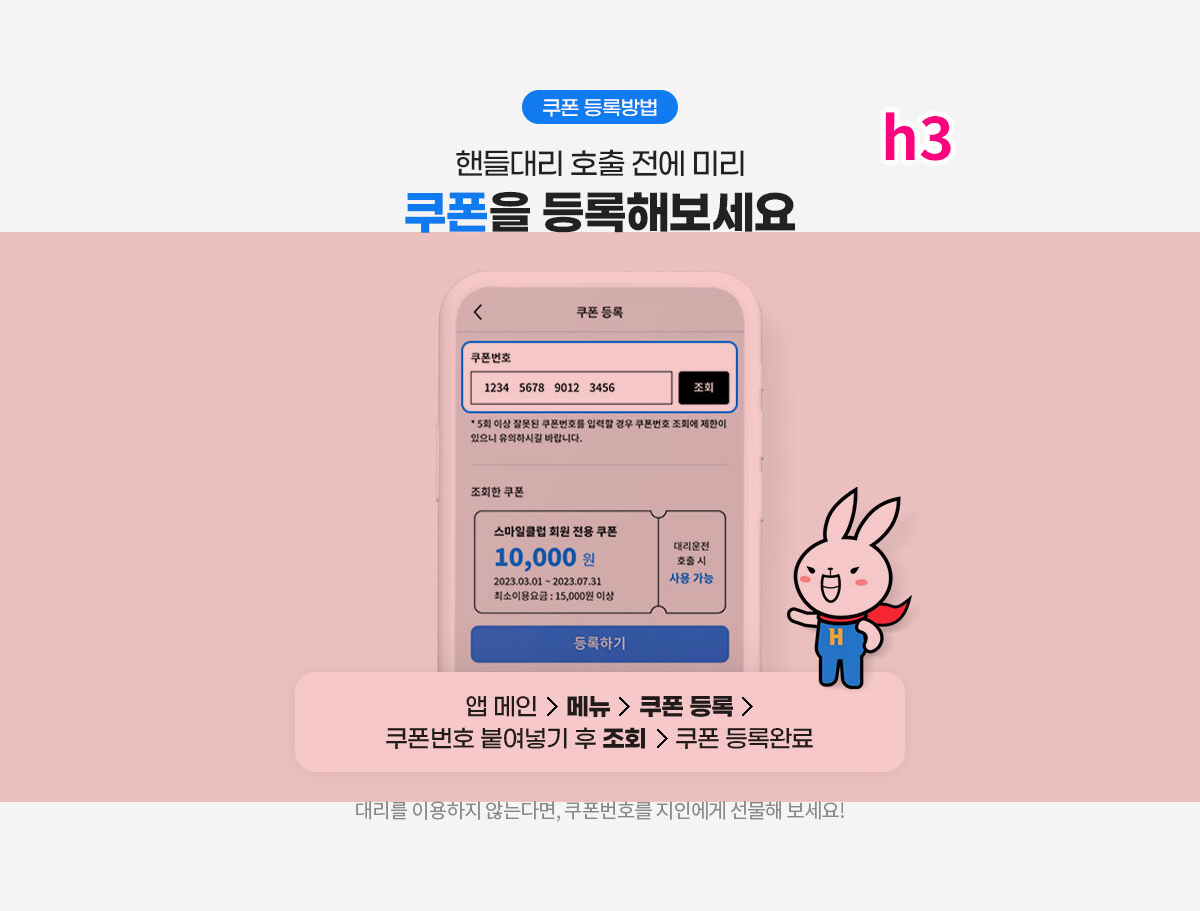 쿠폰 등록방법
h3
핸들대리 호출 전에 미리
쿠폰을 등록해보세요
쿠폰 등록
쿠폰번호
1234 5678 9012 3456
조회
* 5회 이상 잘못된 쿠폰번호를 입력할 경우 쿠폰번호 조회에 제한이
있으니 유의하시길 바랍니다.
조회한 쿠폰
스마일클럽 회원 전용 쿠폰
10,000 원
2023.03.01 ~ 2023.07.31
최소이용요금 : 15,000원 이상
대리운전
호출 시
사용 가능
등록하기
H
앱 메인 > 메뉴 > 쿠폰 등록 >
쿠폰번호 붙여넣기 후 조회 > 쿠폰 등록완료
대리를 이용하지 않는다면, 쿠폰번호를 지인에게 선물해 보세요!